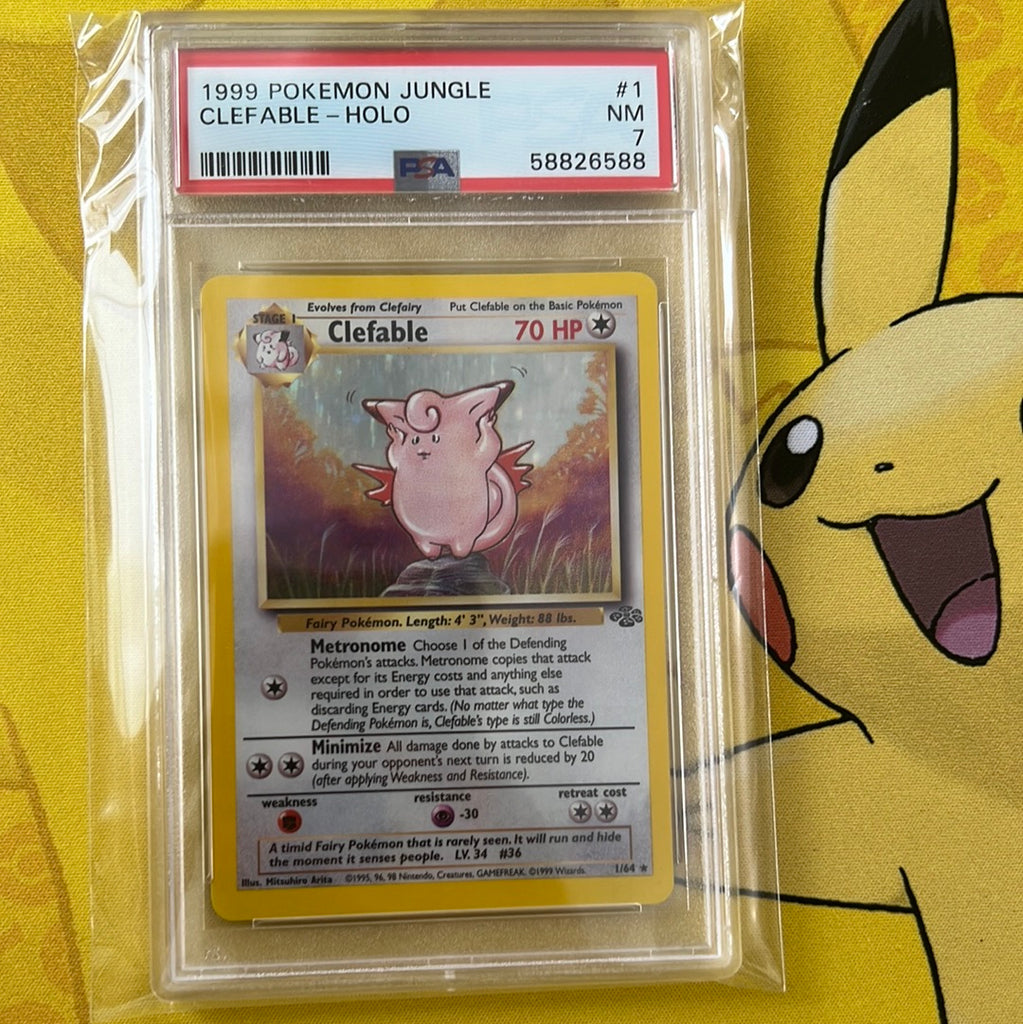 1999 POKEMON JUNGLE #1
CLEFABLE - HOLO NM
7
PSA 58826588
Evolves from Clefairy Put Clefable on the Basic Pokémon
STAGE 1
Clefable 70 HP
Fairy Pokémon. Length: 4' 3", Weight: 88 lbs.
Metronome Choose 1 of the Defending
Pokémon's attacks. Metronome copies that attack
except for its Energy costs and anything else
required in order to use that attack, such as
discarding Energy cards. (No matter what type the
Defending Pokémon is, Clefable's type is still Colorless.)
Minimize All damage done by attacks to Clefable
during your opponent's next turn is reduced by 20
(after applying Weakness and Resistance).
weakness resistance retreat cost
-30
A timid Fairy Pokémon that is rarely seen. It will run and hide
the moment it senses people. LV. 34 #36
Illus. Mitsuhiro Arita ©1995, 96, 98 Nintendo, Creatures, GAMEFREAK. ©1999 Wizards. 1/64 ★